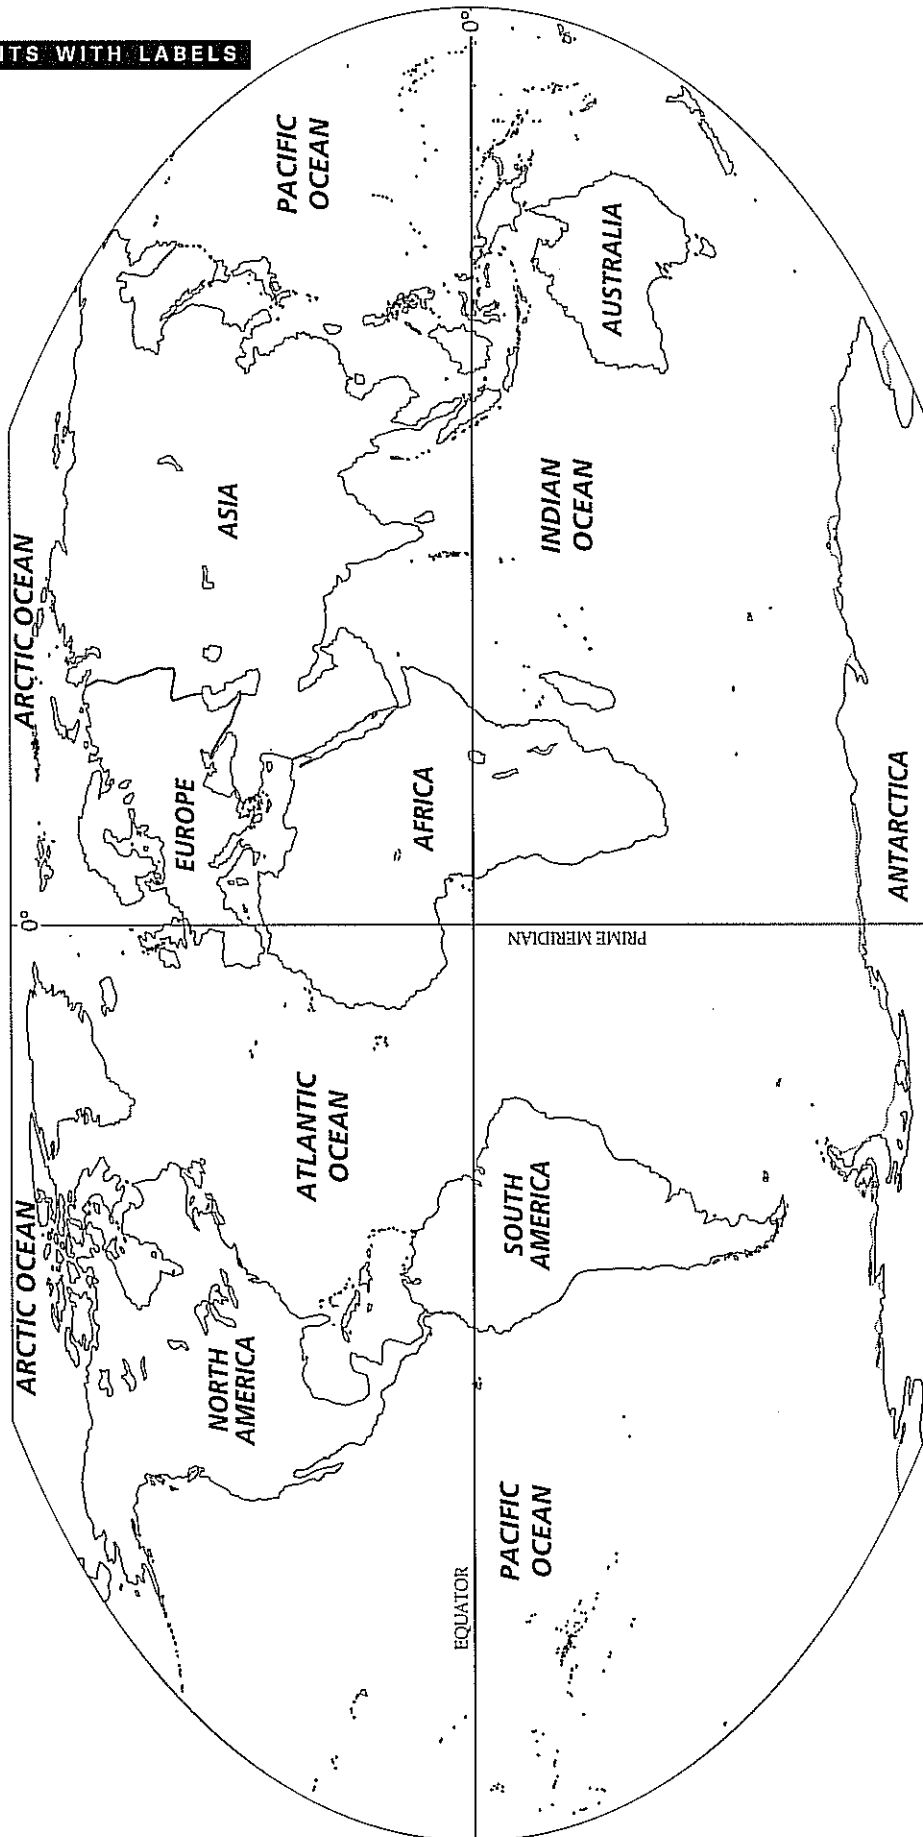 ITS WITH LABELS
ARCTIC OCEAN
ARCTIC OCEAN
0°
NORTH
AMERICA
EUROPE
ASIA
PACIFIC
OCEAN
ATLANTIC
OCEAN
AFRICA
EQUATOR
0°
PRIME MERIDIAN
PACIFIC
OCEAN
SOUTH
AMERICA
INDIAN
OCEAN
AUSTRALIA
ANTARCTICA